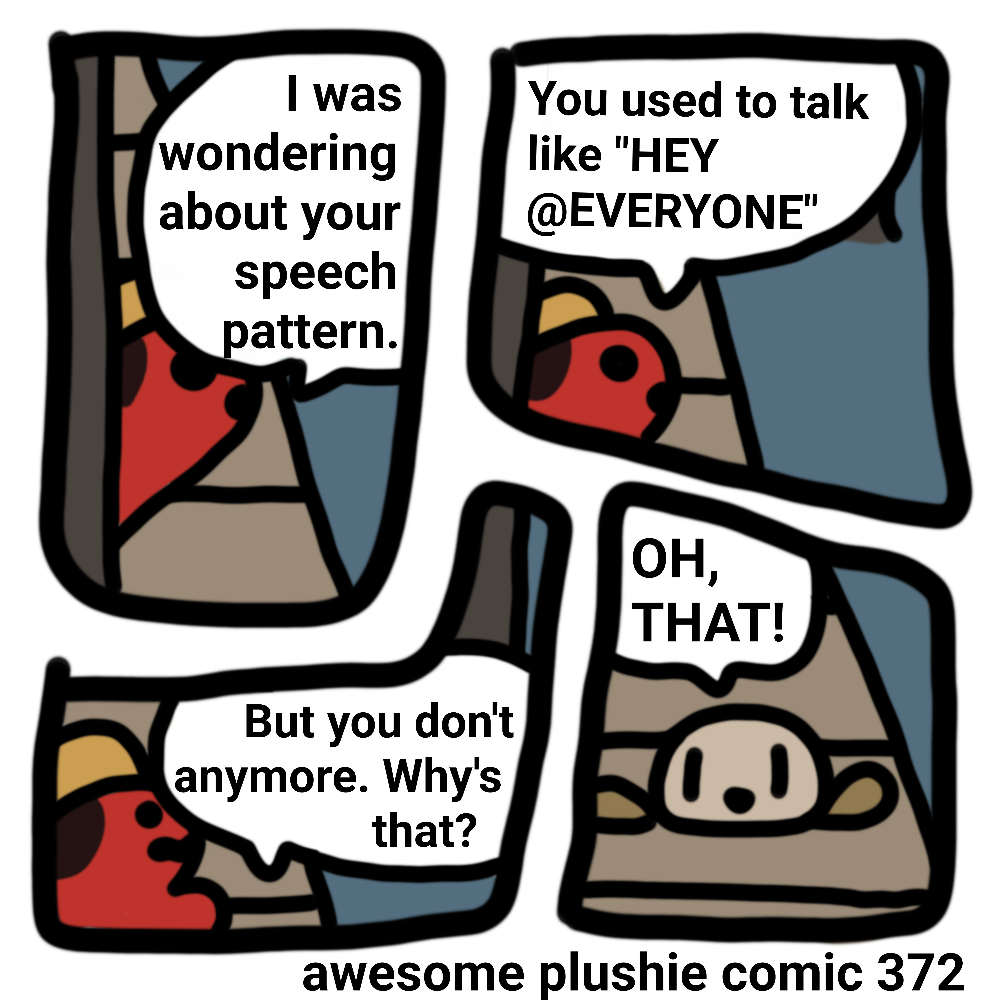 I was
wondering
about your
speech
pattern.
You used to talk
like "HEY
@EVERYONE"
But you don't
anymore. Why's
that?
OH,
THAT!
awesome plushie comic 372